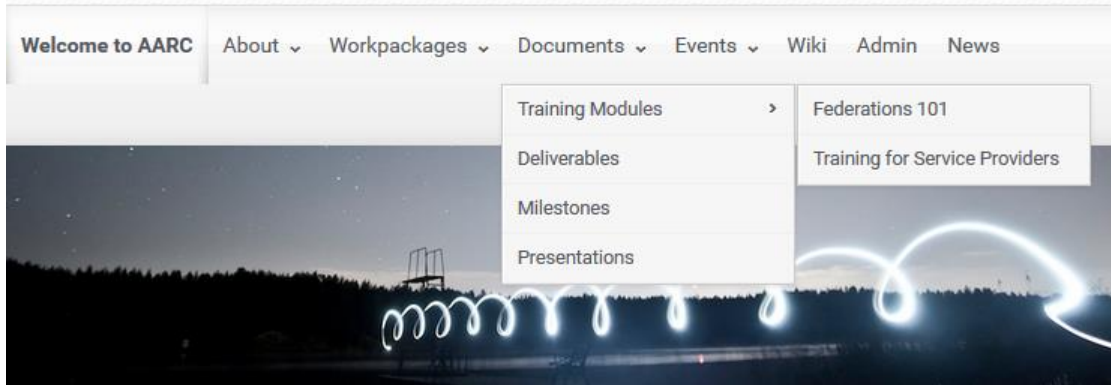 Welcome to AARC About Workpackages Documents Events Wiki Admin News
Training Modules Federations 101
Deliverables Training for Service Providers
Milestones
Presentations